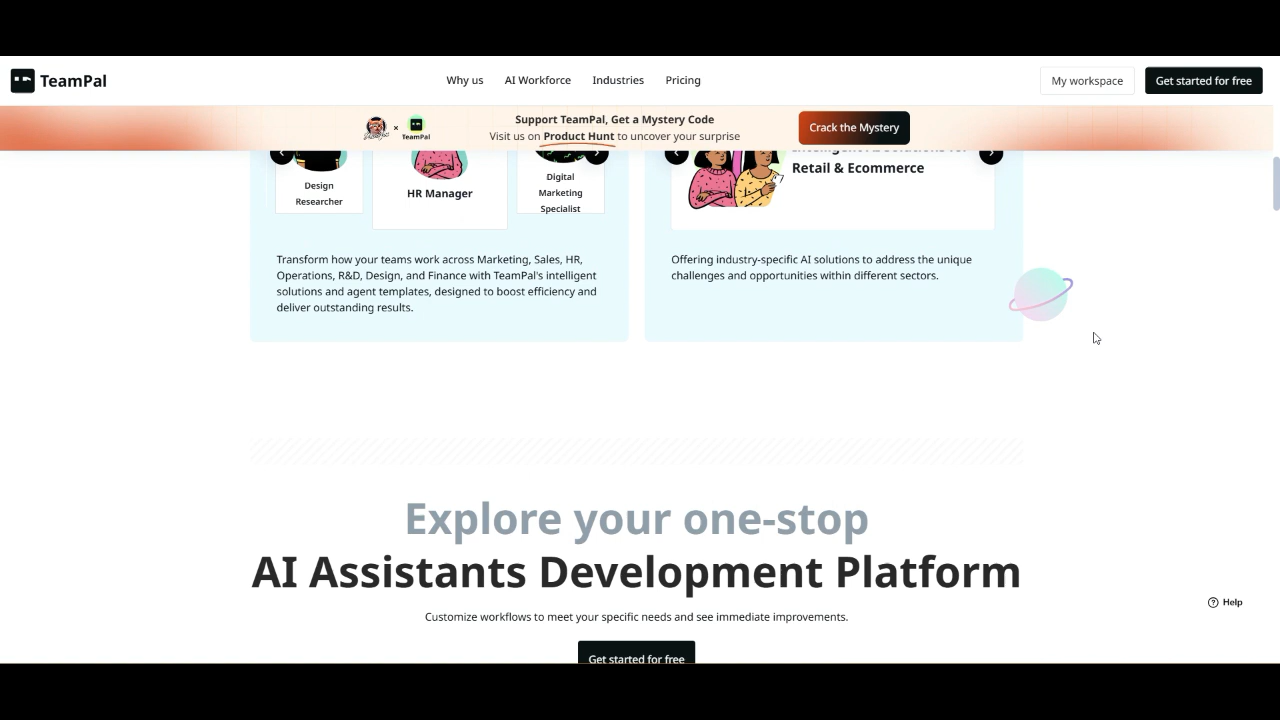 TeamPal
Why us
AI Workforce
Industries
Pricing
My workspace
Get started for free
TeamPal
Support TeamPal, Get a Mystery Code
Visit us on Product Hunt to uncover your surprise
Crack the Mystery
Design
Researcher
HR Manager
Digital
Marketing
Specialist
Retail & Ecommerce
Transform how your teams work across Marketing, Sales, HR,
Operations, R&D, Design, and Finance with TeamPal's intelligent
solutions and agent templates, designed to boost efficiency and
deliver outstanding results.
Offering industry-specific AI solutions to address the unique
challenges and opportunities within different sectors.
Explore your one-stop
AI Assistants Development Platform
Customize workflows to meet your specific needs and see immediate improvements.
Get started for free
Help